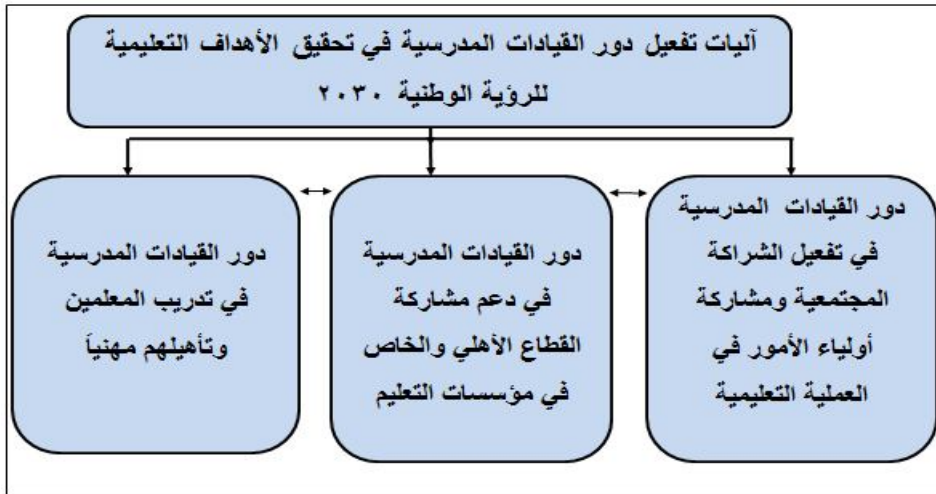 آليات تفعيل دور القيادات المدرسية في تحقيق الأهداف التعليمية
للرؤية الوطنية ٢٠٣٠
دور القيادات المدرسية
في تفعيل الشراكة
المجتمعية ومشاركة
أولياء الأمور في
العملية التعليمية
دور القيادات المدرسية
في دعم مشاركة
القطاع الأهلي والخاص
في مؤسسات التعليم
دور القيادات المدرسية
في تدريب المعلمين
وتأهيلهم مهنياً